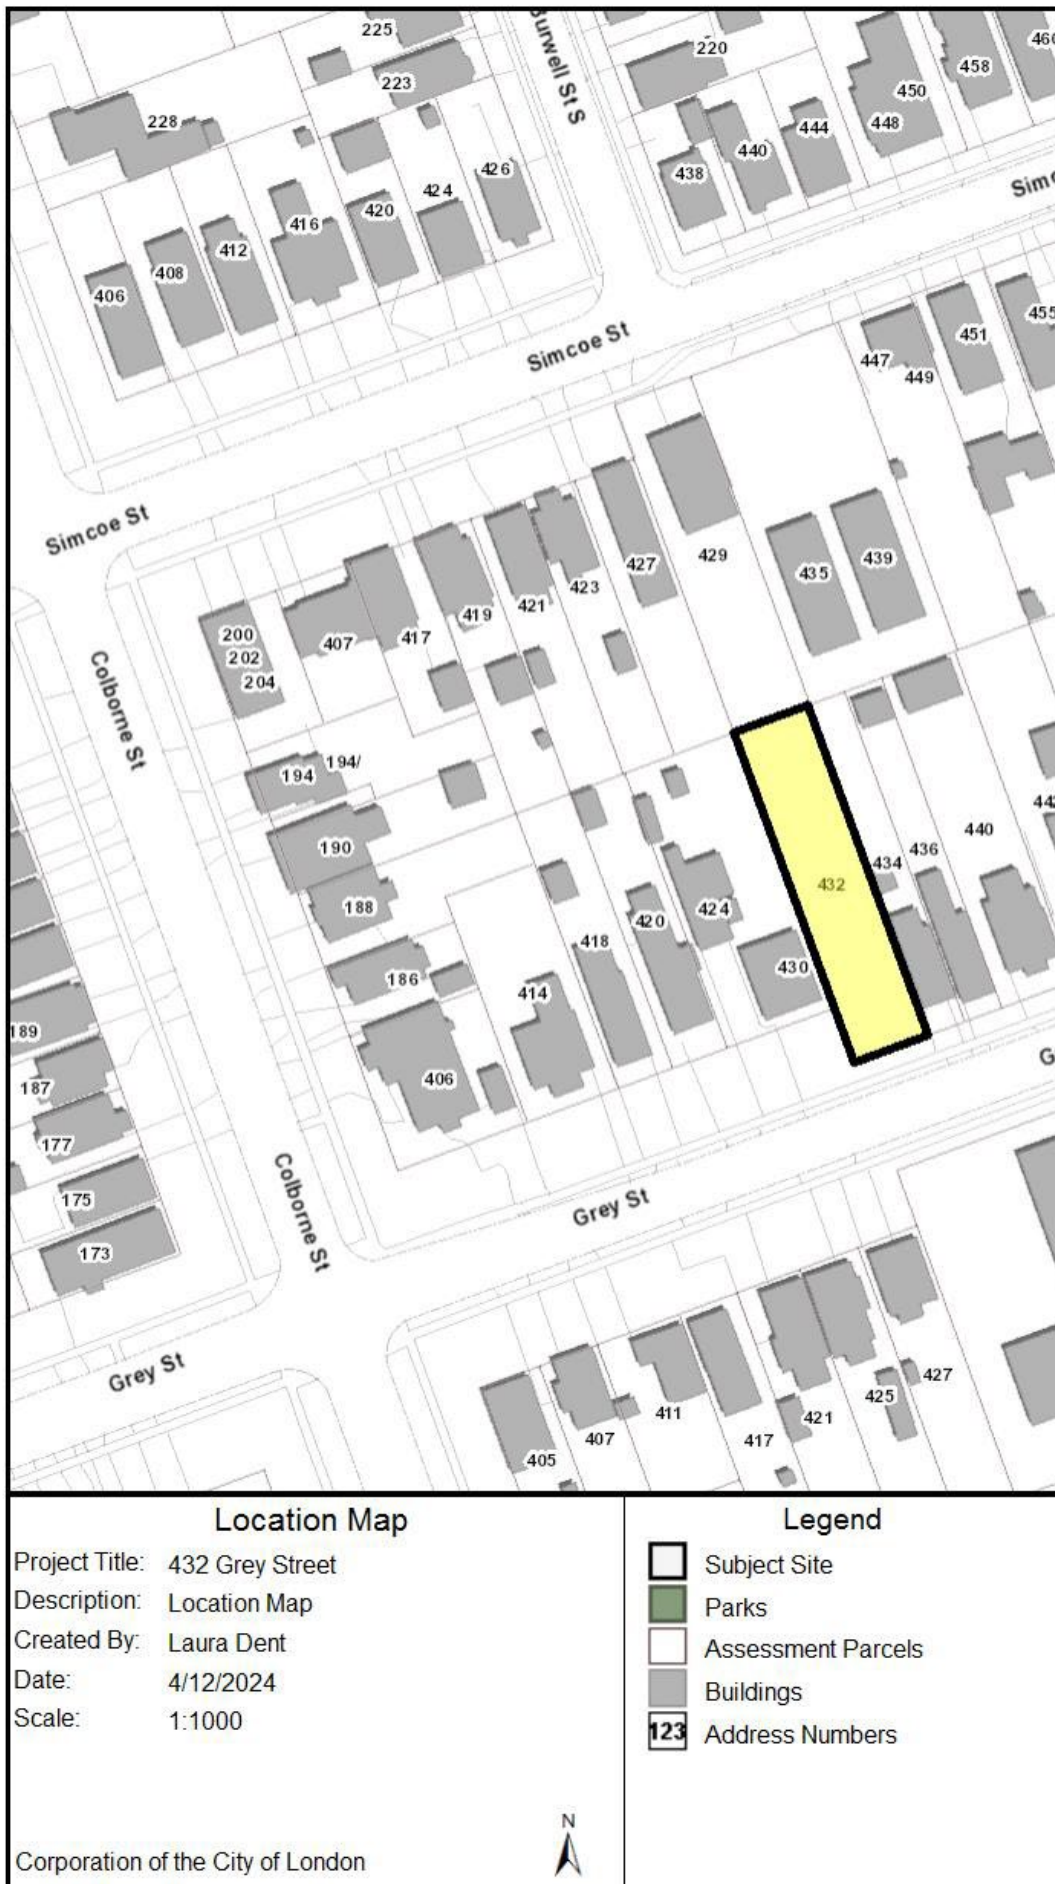 225
Burwell St S
220
460
458
223
450
228
448
444
440
426
438
424
420
416
412
408
406
Simcoe St
455
451
447
449
Simcoe St
439
435
429
427
423
421
419
417
407
200
202
204
Colborne St
194
194/
190
188
186
406
414
418
420
424
430
432
434
436
440
442
189
187
177
175
173
Colborne St
Grey St
Grey St
405
407
411
417
421
425
427
Location Map
Project Title: 432 Grey Street
Description: Location Map
Created By: Laura Dent
Date: 4/12/2024
Scale: 1:1000
N
Corporation of the City of London
Legend
Subject Site
Parks
Assessment Parcels
Buildings
123 Address Numbers